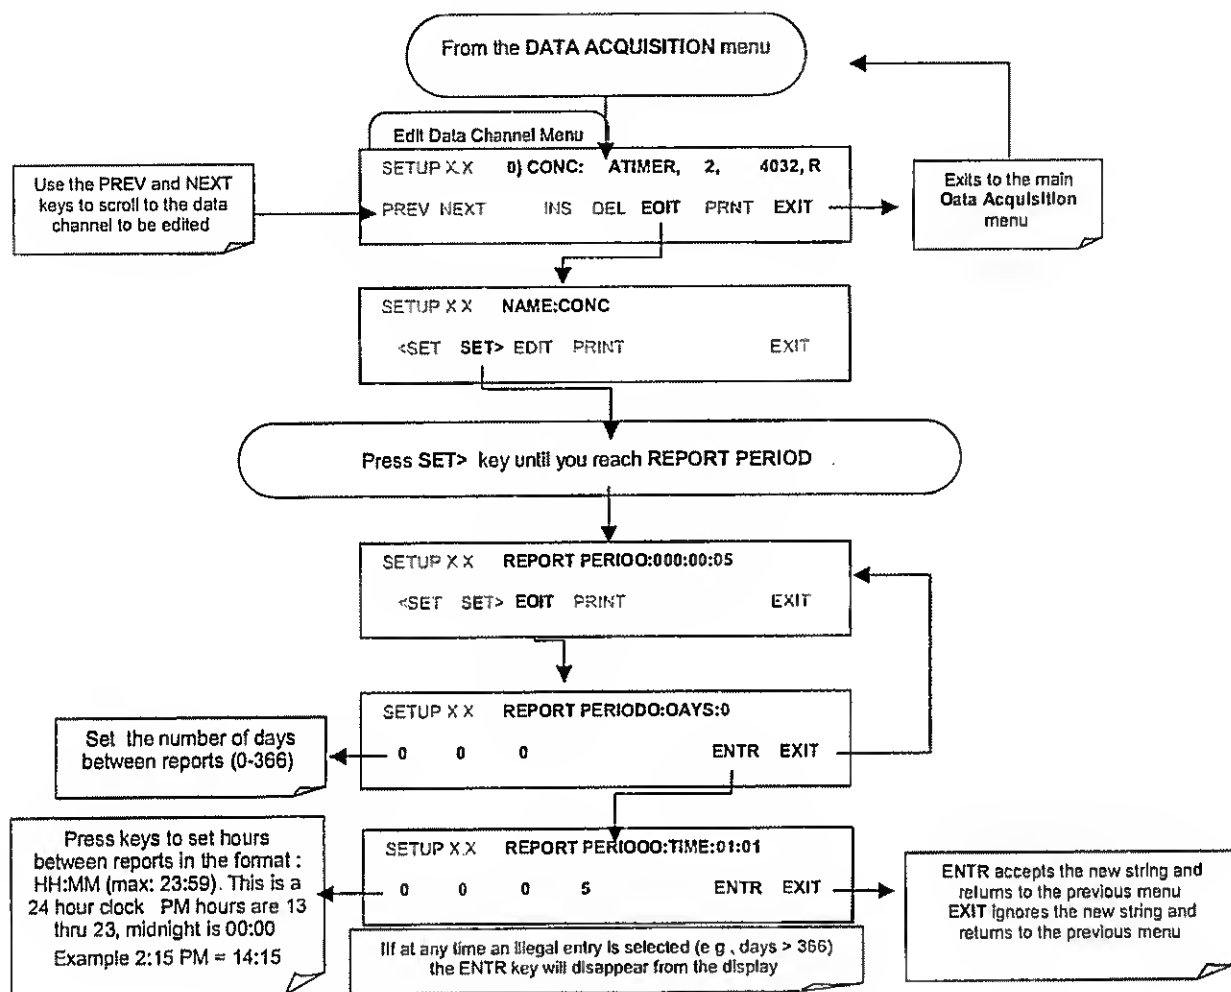 From the DATA ACQUISITION menu
Edit Data Channel Menu
SETUP X.X 0) CONC: ATIMER, 2, 4032, R
PREV NEXT INS DEL EOIT PRNT EXIT
Use the PREV and NEXT
keys to scroll to the data
channel to be edited
Exits to the main
Oata Acquisition
menu
SETUP X X NAME:CONC
<SET SET> EDIT PRINT EXIT
Press SET> key until you reach REPORT PERIOD .
SETUP X X REPORT PERIOO:000:00:05
<SET SET> EOIT PRINT EXIT
SETUP X X REPORT PERIODO:OAYS:0
0 0 0 ENTR EXIT
Set the number of days
between reports (0-366)
Press keys to set hours
between reports in the format :
HH:MM (max: 23:59). This is a
24 hour clock PM hours are 13
thru 23, midnight is 00:00
Example 2:15 PM = 14:15
SETUP X.X REPORT PERIOOO:TIME:01:01
0 0 0 5 ENTR EXIT
IIf at any time an illegal entry is selected (e g , days > 366)
the ENTR key will disappear from the display
ENTR accepts the new string and
returns to the previous menu
EXIT ignores the new string and
returns to the previous menu